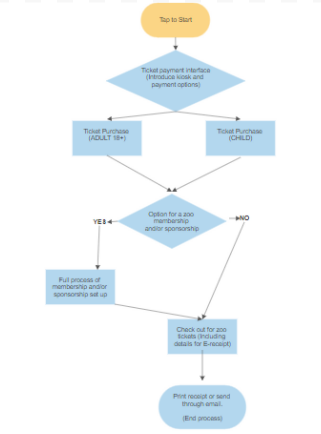 Tap to Start
Ticket payment interface
(Introduce kiosk and
payment options)
Ticket Purchase
(ADULT 16+)
Ticket Purchase
(CHILD)
Option for a zoo
membership
and/or sponsorship
YES
NO
Full process of
membership and/or
sponsorship set up
Check out for zoo
tickets (Including
details for E-receipt)
Print receipt or send
through email.
(End process)